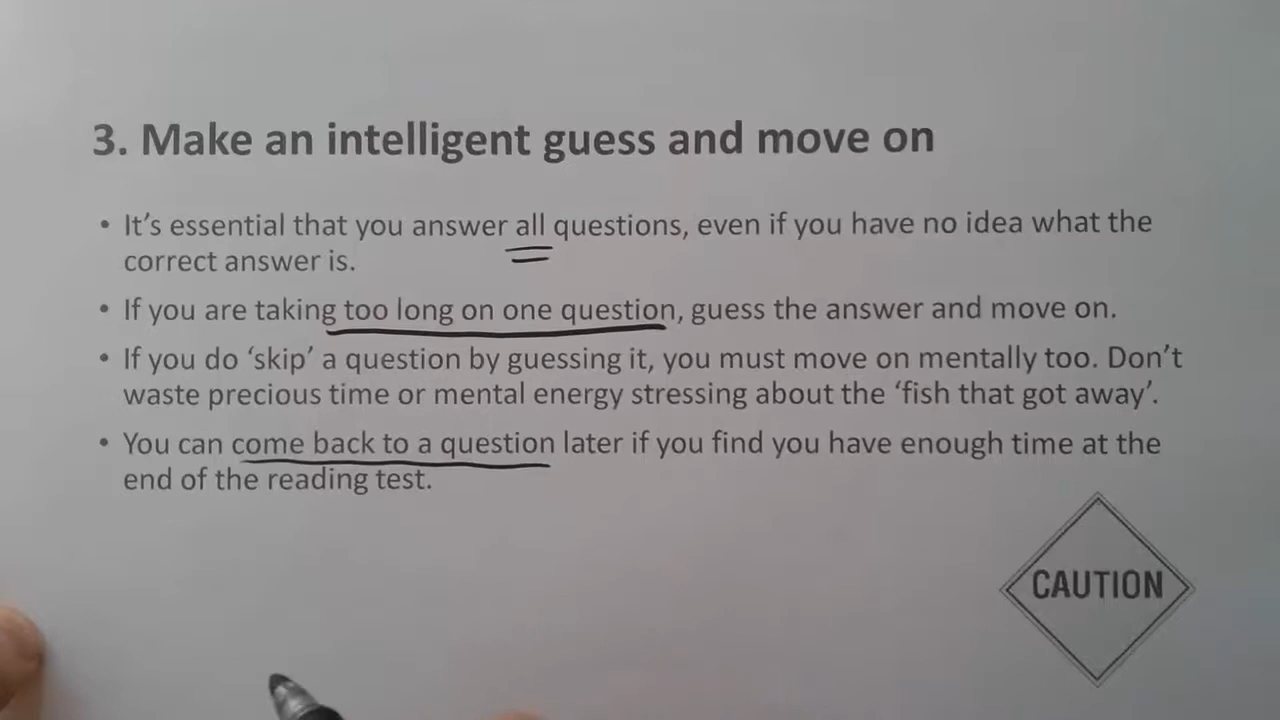 3. Make an intelligent guess and move on
• It’s essential that you answer all questions, even if you have no idea what the
correct answer is.
• If you are taking too long on one question, guess the answer and move on.
• If you do ‘skip’ a question by guessing it, you must move on mentally too. Don’t
waste precious time or mental energy stressing about the ‘fish that got away’.
• You can come back to a question later if you find you have enough time at the
end of the reading test.
CAUTION